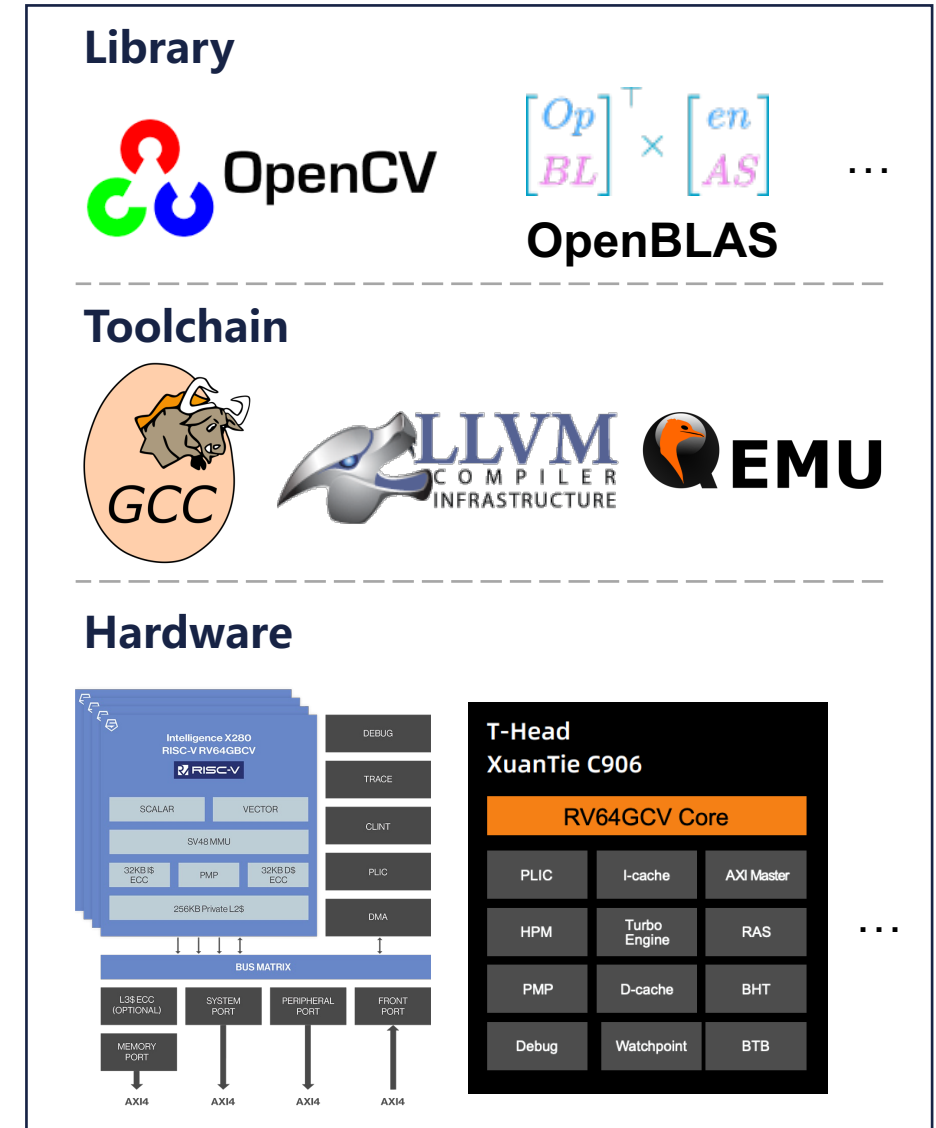 Library
OpenCV
Op
BL
⊤
×
en
AS
...
OpenBLAS
Toolchain
GCC
LLVM
COMPILER
INFRASTRUCTURE
QEMU
Hardware
Intelligence X280
RISC-V RV64GBCV
RISC-V
SCALAR
VECTOR
SV48 MMU
32KB I$
ECC
PMP
32KB D$
ECC
256KB Private L2$
DEBUG
TRACE
CLINT
PLIC
DMA
BUS MATRIX
L3$ ECC
(OPTIONAL)
SYSTEM
PORT
PERIPHERAL
PORT
FRONT
PORT
MEMORY
PORT
AXI4
AXI4
AXI4
AXI4
T-Head
XuanTie C906
RV64GCV Core
PLIC
I-cache
AXI Master
HPM
Turbo
Engine
RAS
PMP
D-cache
BHT
Debug
Watchpoint
BTB
...